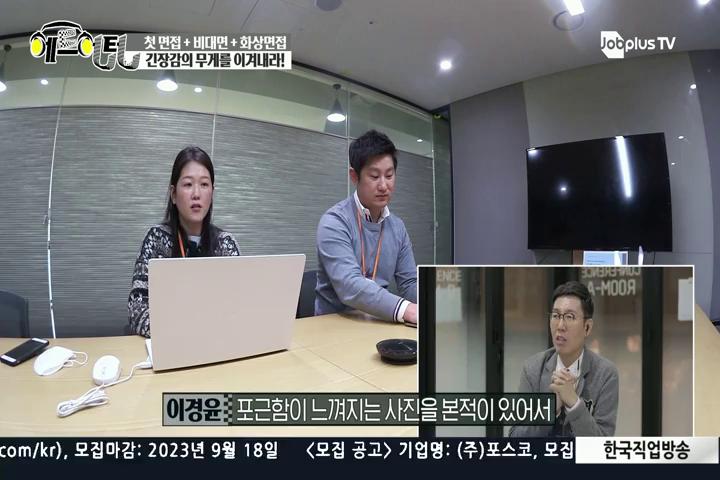 에듀업튜터
첫 면접 + 비대면 + 화상면접
긴장감의 무게를 이겨내라!
Jobplus TV
CONFERENCE
ROOM-A
이경윤 포근함이 느껴지는 사진을 본적이 있어서
com/kr), 모집마감: 2023년 9월 18일 〈모집 공고〉 기업명: (주)포스코, 모집
한국직업방송